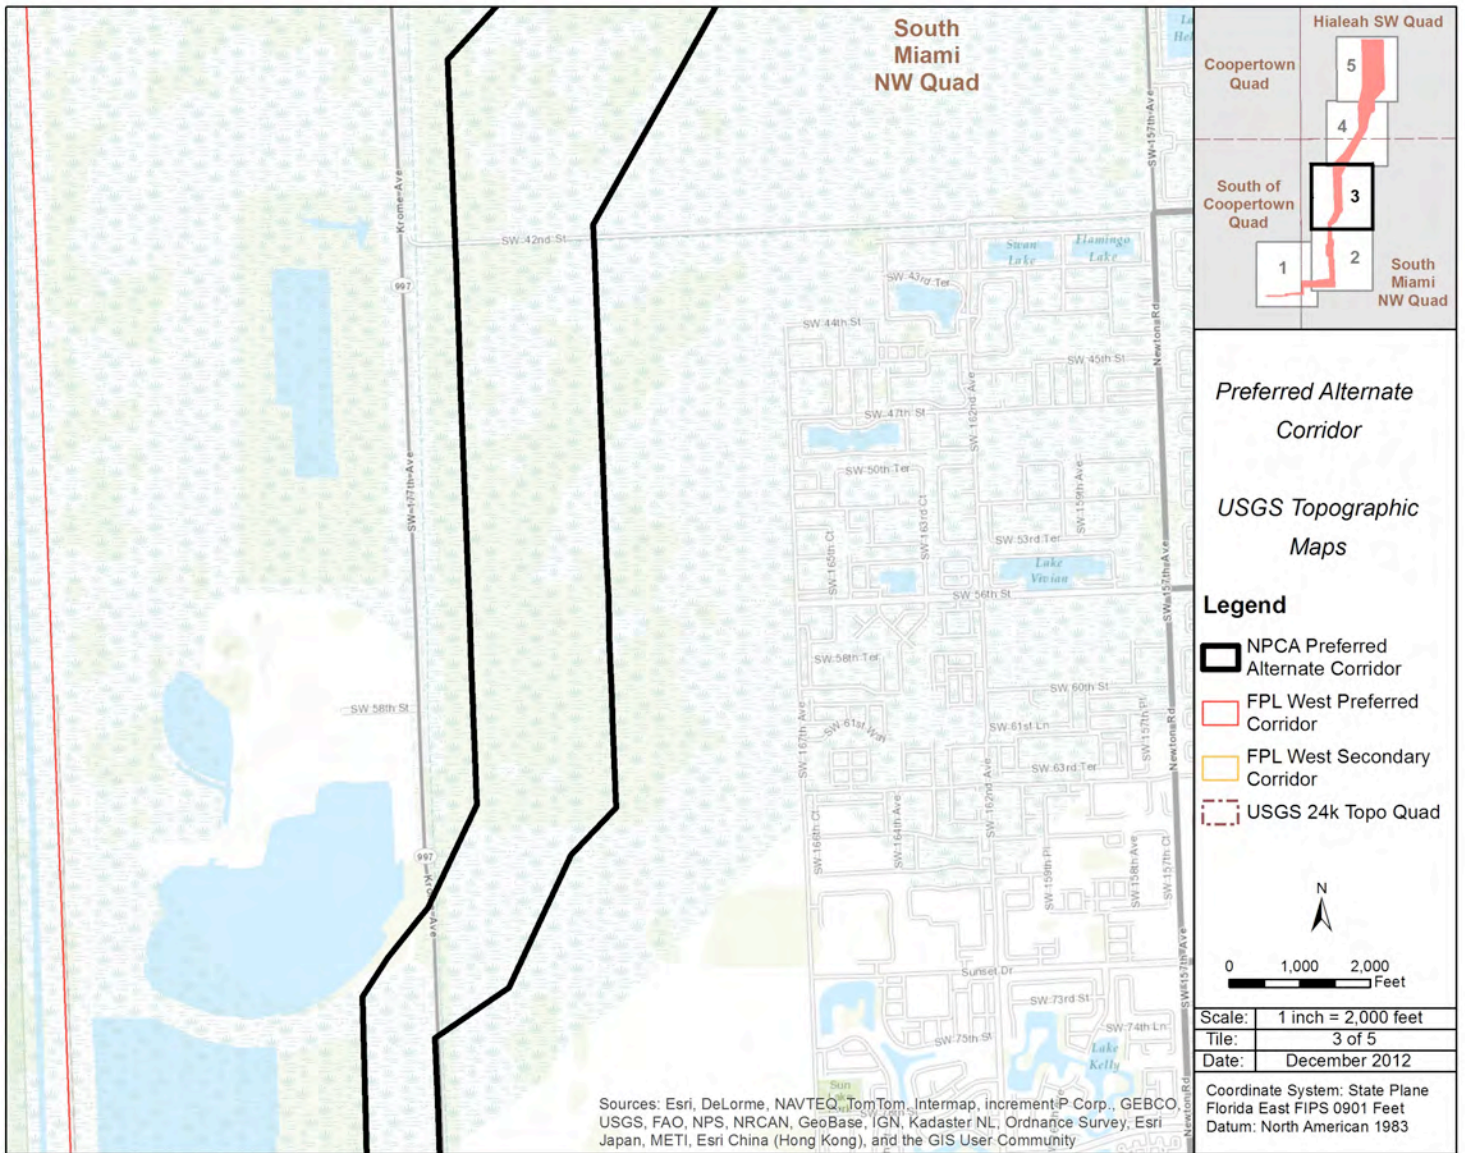 South
Miami
NW Quad
SW 157th Ave
Krome Ave
SW 42nd St
Swan
Lake
Flamingo
Lake
997
SW 43rd Ter
SW 44th St
Newton Rd
SW 45th St
SW 162nd Ave
SW 47th St
SW 177th Ave
SW 50th Ter
SW 159th Ave
SW 163rd Ct
SW 165th Ct
SW 53rd Ter
Lake
Vivian
SW 157th Ave
SW 56th St
SW 58th Ter
SW 60th St
SW 58th St
SW 61st Ln
SW 157th Pl
SW 167th Ave
Newton Rd
SW 63rd Ter
SW 162nd Ave
SW 166th Ct
SW 164th Ave
SW 159th Pl
SW 158th Ave
SW 157th Ct
997
Sunset Dr
SW 157th Ave
SW 73rd St
SW 74th Ln
SW 75th St
Lake
Kelly
Sun
Newton Rd
Sources: Esri, DeLorme, NAVTEQ, TomTom, Intermap, increment P Corp., GEBCO,
USGS, FAO, NPS, NRCAN, GeoBase, IGN, Kadaster NL, Ordnance Survey, Esri
Japan, METI, Esri China (Hong Kong), and the GIS User Community
Hialeah SW Quad
Coopertown
Quad
5
4
South of
Coopertown
Quad
3
2
1
South
Miami
NW Quad
Preferred Alternate
Corridor
USGS Topographic
Maps
Legend
NPCA Preferred
Alternate Corridor
FPL West Preferred
Corridor
FPL West Secondary
Corridor
USGS 24k Topo Quad
N
0 1,000 2,000
Feet
Scale: 1 inch = 2,000 feet
Tile: 3 of 5
Date: December 2012
Coordinate System: State Plane
Florida East FIPS 0901 Feet
Datum: North American 1983